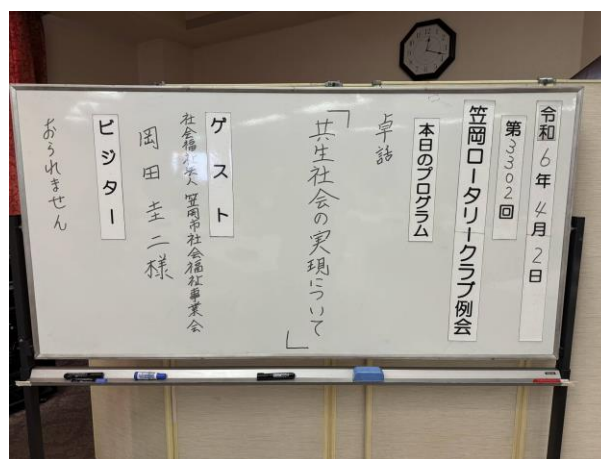 令和6年4月2日
第3302回
笠岡ロータリークラブ例会
本日のプログラム
卓話
「共生社会の実現について」
ゲスト
社会福祉法人 笠岡市社会福祉事業会
岡田圭二様
ビジター
おられません